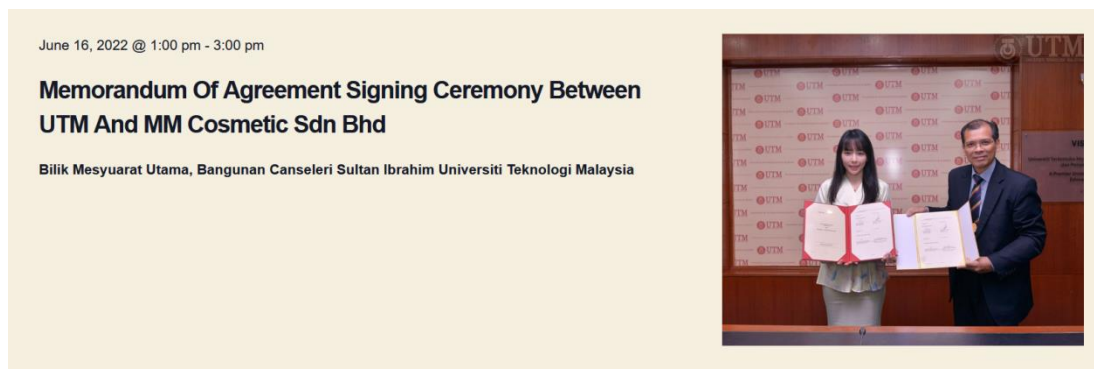 June 16, 2022 @ 1:00 pm - 3:00 pm
Memorandum Of Agreement Signing Ceremony Between
UTM And MM Cosmetic Sdn Bhd
Bilik Mesyuarat Utama, Bangunan Canseleri Sultan Ibrahim Universiti Teknologi Malaysia
UTM